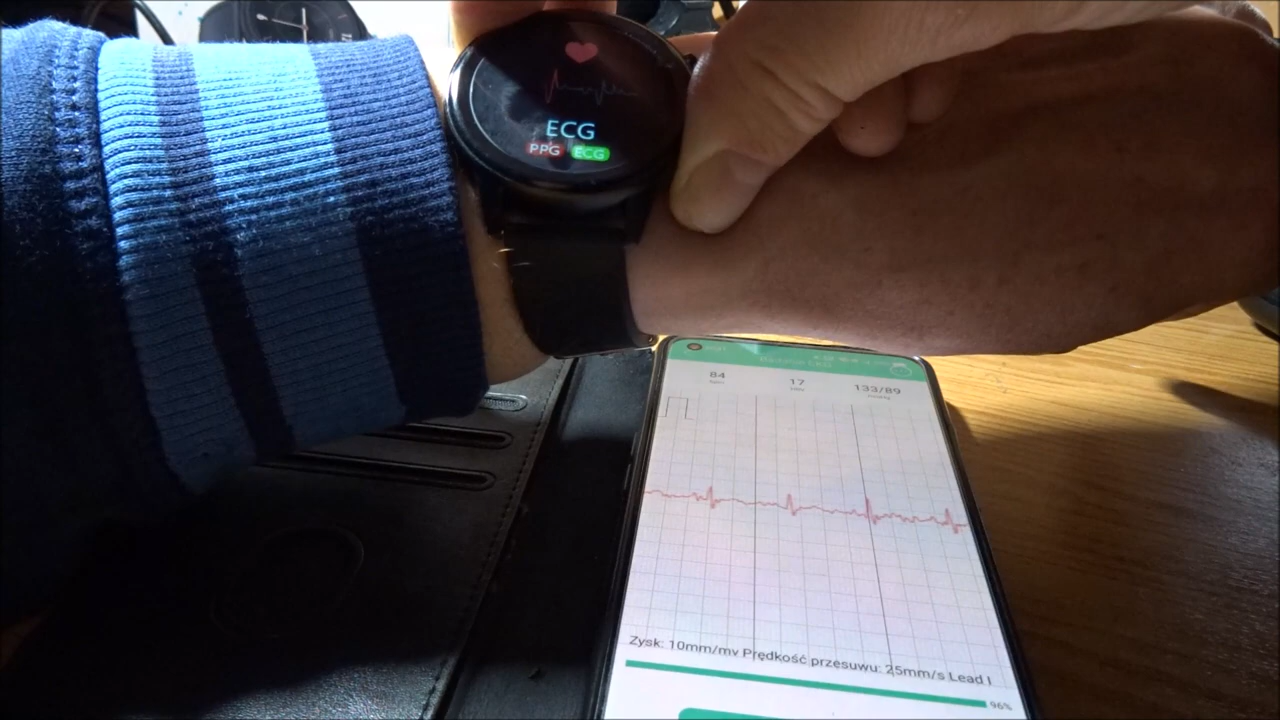 ECG
PPG ECG
84 17 133/89
Zysk: 10mm/mv Prędkość przesuwu: 25mm/s Lead I
96%